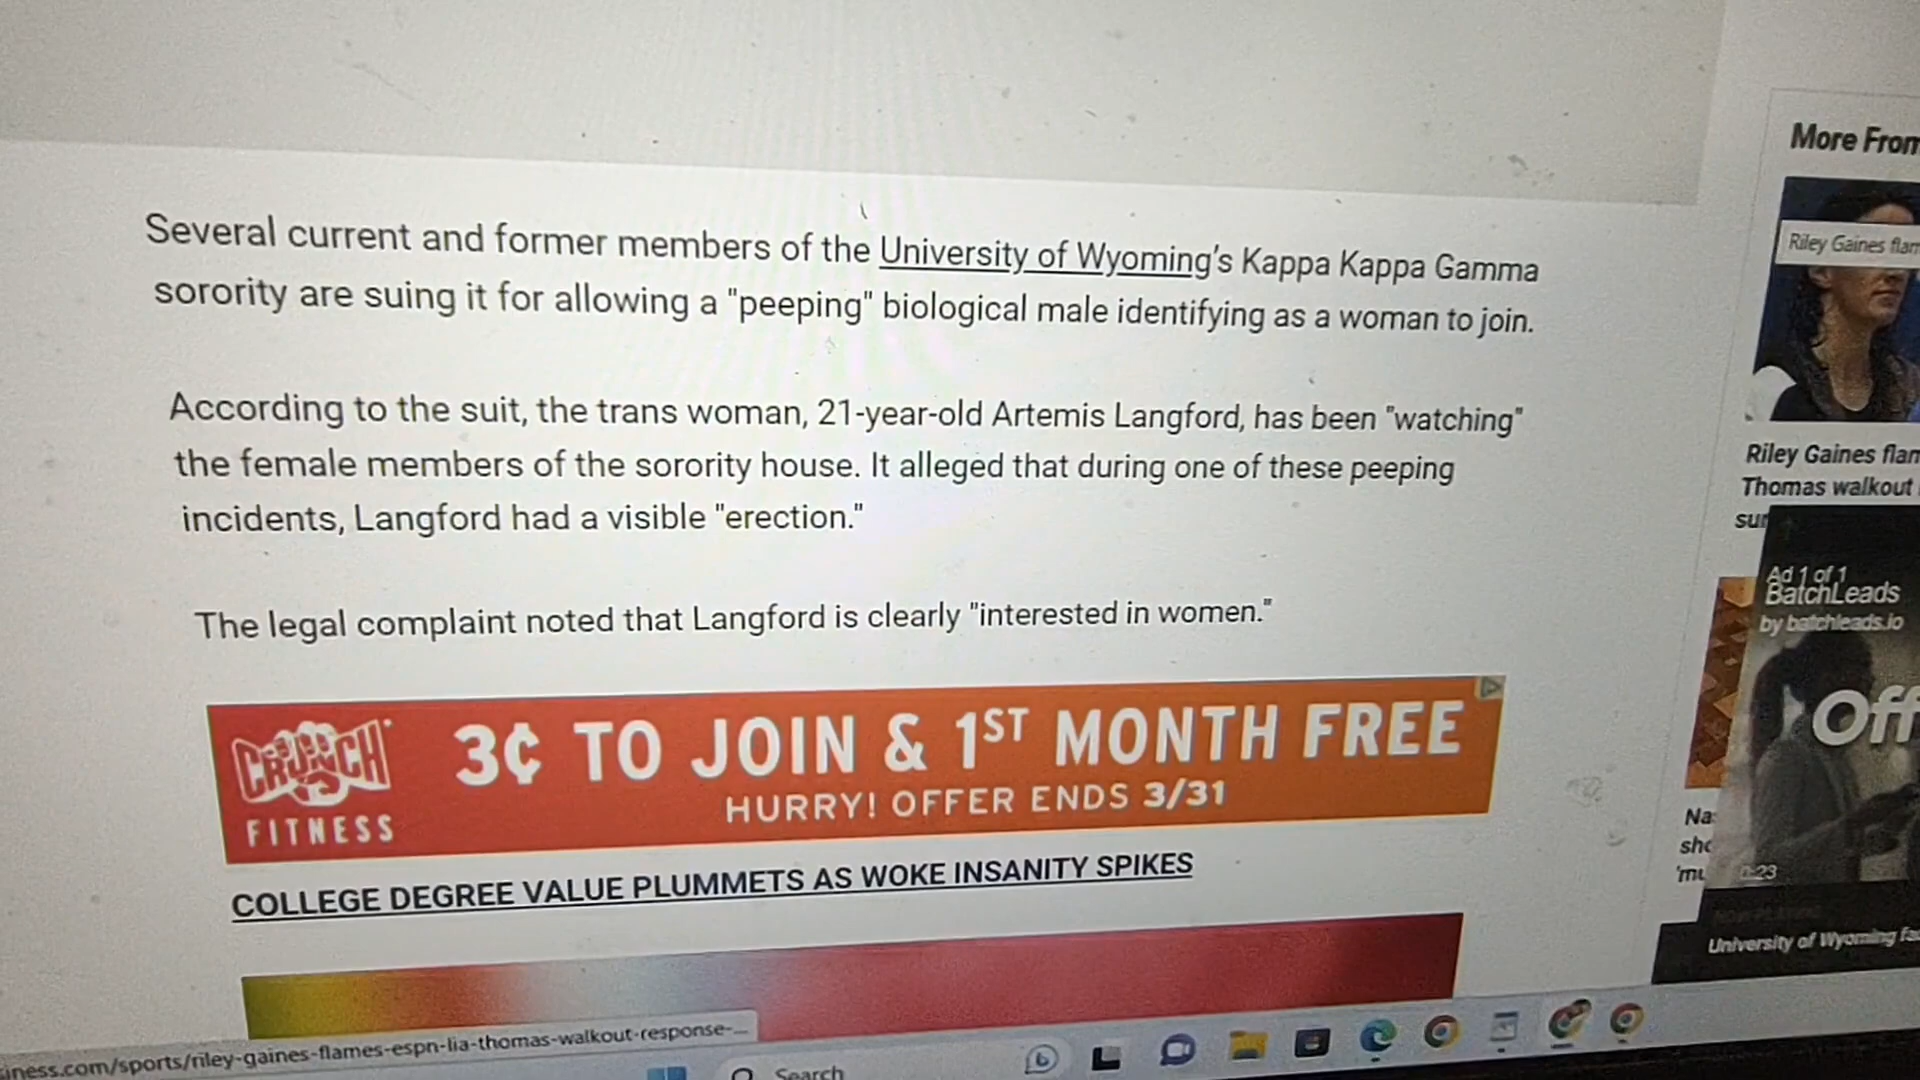 More From
Riley Gaines flam
Several current and former members of the University of Wyoming's Kappa Kappa Gamma
sorority are suing it for allowing a "peeping" biological male identifying as a woman to join.
According to the suit, the trans woman, 21-year-old Artemis Langford, has been "watching"
the female members of the sorority house. It alleged that during one of these peeping
incidents, Langford had a visible "erection."
The legal complaint noted that Langford is clearly "interested in women."
Riley Gaines flam
Thomas walkout
Ad 1 of 1
BatchLeads
by batchleads.io
Off
CRUNCH
FITNESS
3¢ TO JOIN & 1ST MONTH FREE
HURRY! OFFER ENDS 3/31
COLLEGE DEGREE VALUE PLUMMETS AS WOKE INSANITY SPIKES
0:23
University of Wyoming
iness.com/sports/riley-gaines-flames-espn-lia-thomas-walkout-response-...
Search